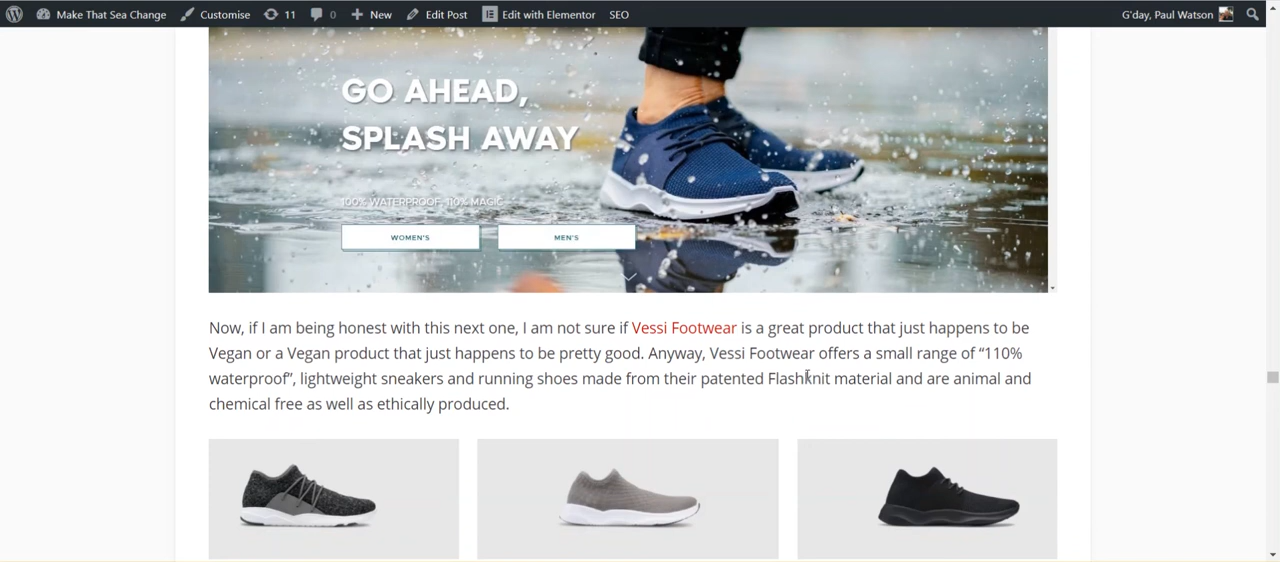 Make That Sea Change Customise 11 0 New Edit Post Edit with Elementor SEO G'day, Paul Watson
GO AHEAD,
SPLASH AWAY
100% WATERPROOF. 110% MAGIC
WOMEN'S MEN'S
Now, if I am being honest with this next one, I am not sure if Vessi Footwear is a great product that just happens to be
Vegan or a Vegan product that just happens to be pretty good. Anyway, Vessi Footwear offers a small range of “110%
waterproof”, lightweight sneakers and running shoes made from their patented Flashknit material and are animal and
chemical free as well as ethically produced.